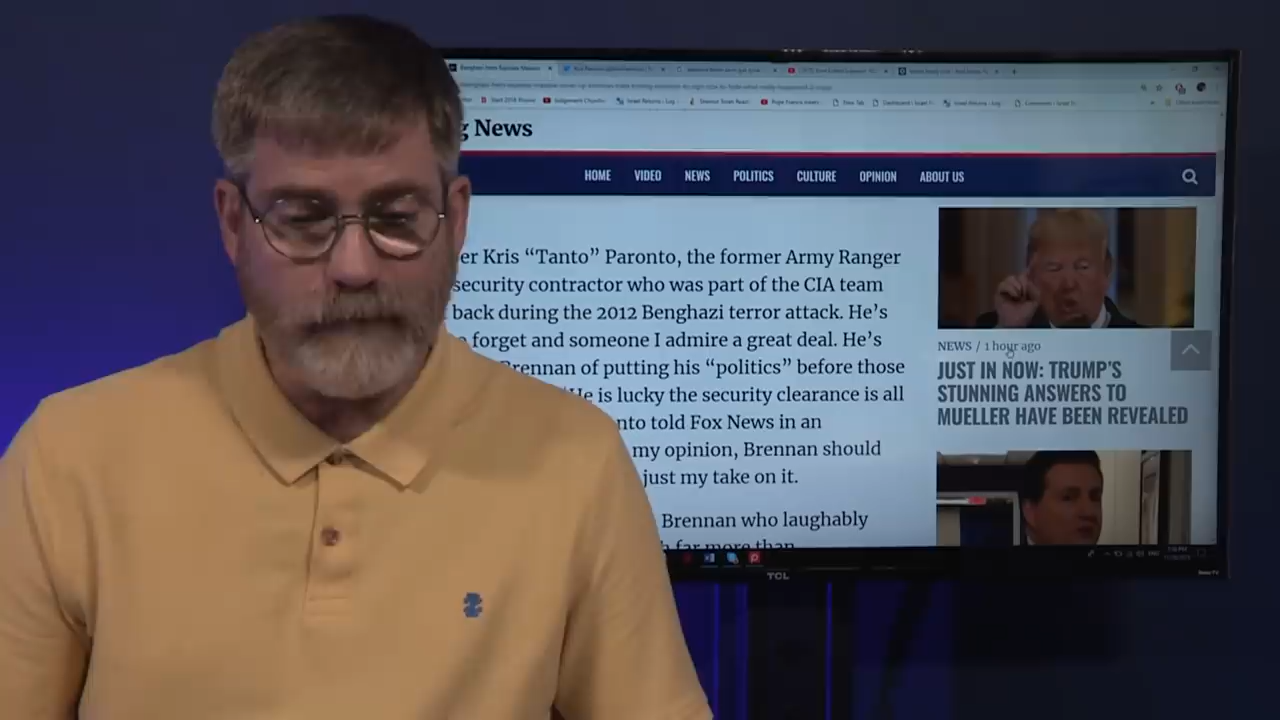 g News
HOME VIDEO NEWS POLITICS CULTURE OPINION ABOUT US
er Kris “Tanto” Paronto, the former Army Ranger
security contractor who was part of the CIA team
back during the 2012 Benghazi terror attack. He’s
forget and someone I admire a great deal. He’s
Brennan of putting his “politics” before those
“He is lucky the security clearance is all
nto told Fox News in an
my opinion, Brennan should
just my take on it.
Brennan who laughably
far more than
NEWS / 1 hour ago
JUST IN NOW: TRUMP’S
STUNNING ANSWERS TO
MUELLER HAVE BEEN REVEALED
TCL